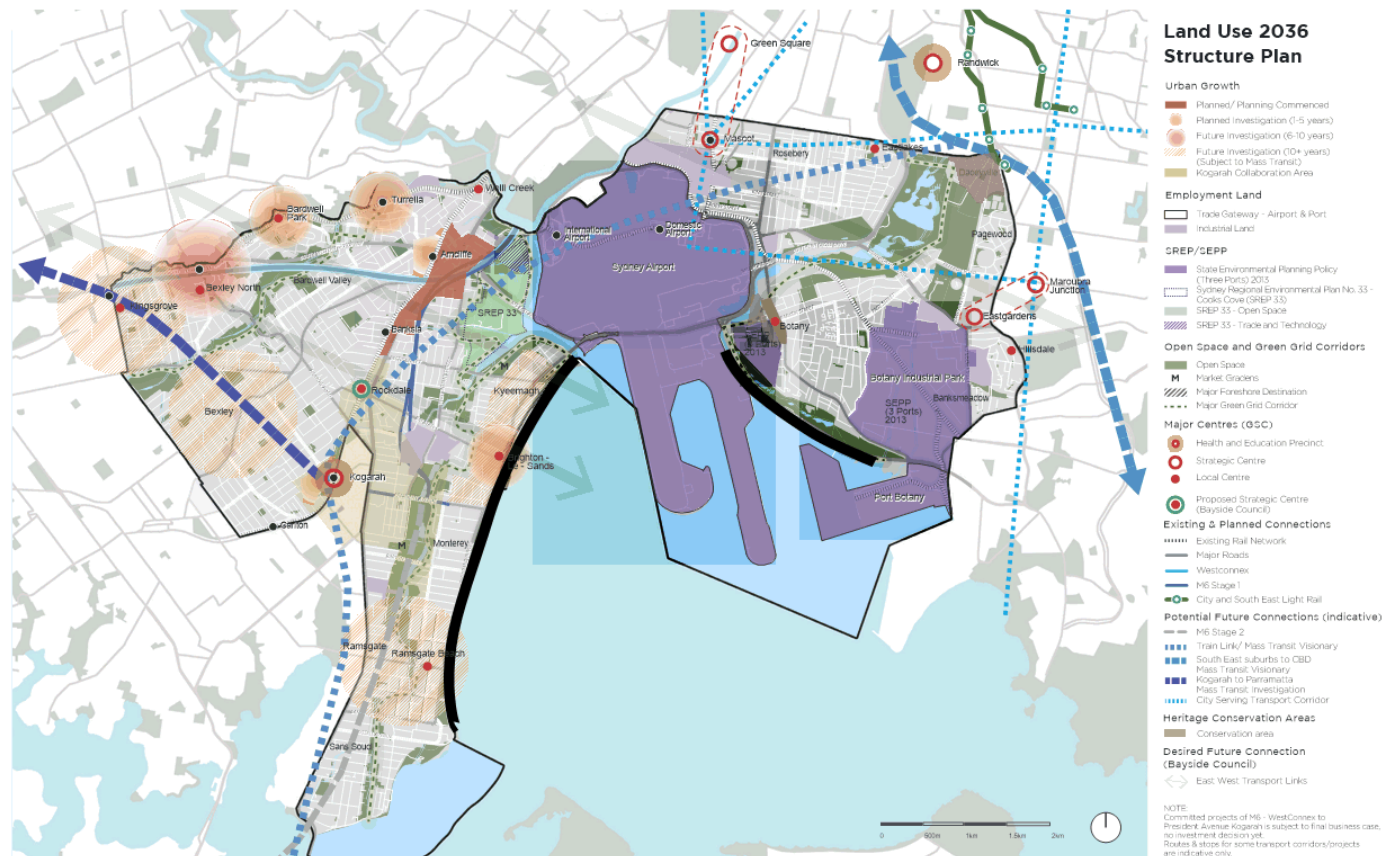 Land Use 2036
Structure Plan
Urban Growth
Planned/ Planning Commenced
Planned Investigation (1-5 years)
Future Investigation (6-10 years)
Future Investigation (10+ years)
(Subject to Mass Transit)
Kogarah Collaboration Area
Employment Land
Trade Gateway - Airport & Port
Industrial Land
SREP/SEPP
State Environmental Planning Policy
(Three Ports) 2013
Sydney Regional Environmental Plan No. 33 -
Cooks Cove (SREP 33)
SREP 33 - Open Space
SREP 33 - Trade and Technology
Open Space and Green Grid Corridors
Open Space
M Market Gradens
Major Foreshore Destination
Major Green Grid Corridor
Major Centres (GSC)
Health and Education Precinct
Strategic Centre
Local Centre
Proposed Strategic Centre
(Bayside Council)
Existing & Planned Connections
Existing Rail Network
Major Roads
Westconnex
M6 Stage 1
City and South East Light Rail
Potential Future Connections (indicative)
M6 Stage 2
Train Link/ Mass Transit Visionary
South East suburbs to CBD
Mass Transit Visionary
Kogarah to Parramatta
Mass Transit Investigation
City Serving Transport Corridor
Heritage Conservation Areas
Conservation area
Desired Future Connection
(Bayside Council)
East West Transport Links
NOTE:
Committed projects of M6 - WestConnex to
President Avenue Kogarah is subject to final business case,
no investment decision yet.
Routes & stops for some transport corridors/projects
are indicative only.
Green Square
Randwick
Mascot
Rosebery
Eastlakes
Daceyville
Wolli Creek
Turrella
Bardwell
Park
International
Airport
Domestic
Airport
Pagewood
Arncliffe
Sydney Airport
Bardwell Valley
Bexley North
Maroubra
Junction
Kingsgrove
SREP 33
Eastgardens
Botany
Banksia
2013
Hillsdale
M
Kyeemagh
Botany Industrial Park
Rockdale
Banksmeadow
SEPP
(3 Ports)
2013
Bexley
Brighton -
Le - Sands
Kogarah
Port Botany
Carlton
M
Monterey
Ramsgate
Ramsgate Beach
Sans Souci
0 500m 1km 1.5km 2km